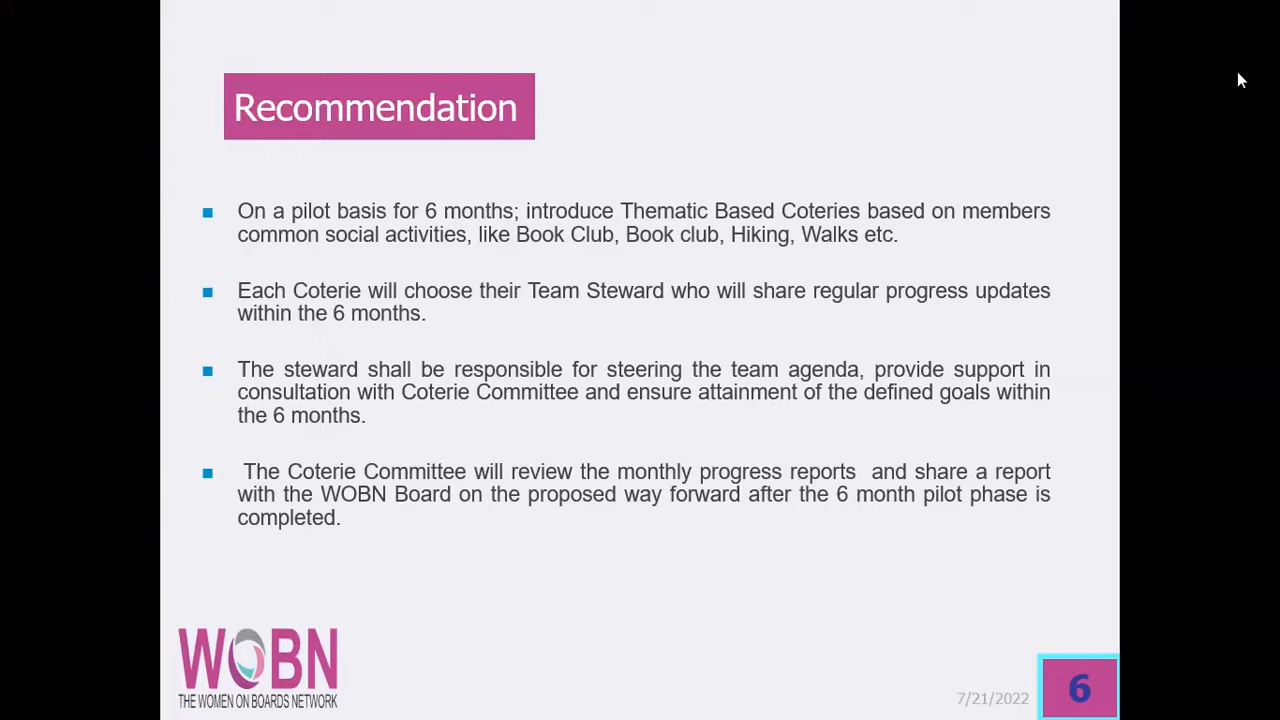 Recommendation
On a pilot basis for 6 months; introduce Thematic Based Coteries based on members
common social activities, like Book Club, Book club, Hiking, Walks etc.
Each Coterie will choose their Team Steward who will share regular progress updates
within the 6 months.
The steward shall be responsible for steering the team agenda, provide support in
consultation with Coterie Committee and ensure attainment of the defined goals within
the 6 months.
The Coterie Committee will review the monthly progress reports and share a report
with the WOBN Board on the proposed way forward after the 6 month pilot phase is
completed.
WOBN
THE WOMEN ON BOARDS NETWORK
7/21/2022
6